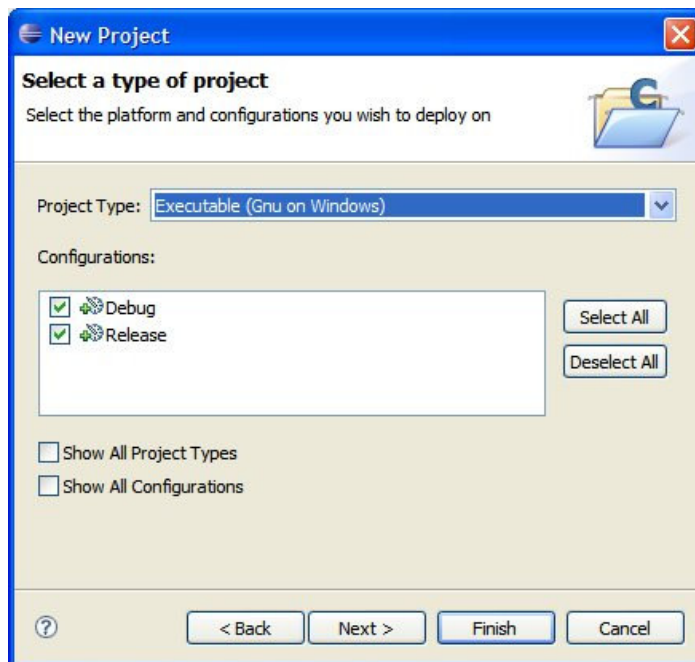 New Project
Select a type of project
Select the platform and configurations you wish to deploy on
Project Type: Executable (Gnu on Windows)
Configurations:
Debug
Release
Select All
Deselect All
Show All Project Types
Show All Configurations
? < Back Next > Finish Cancel